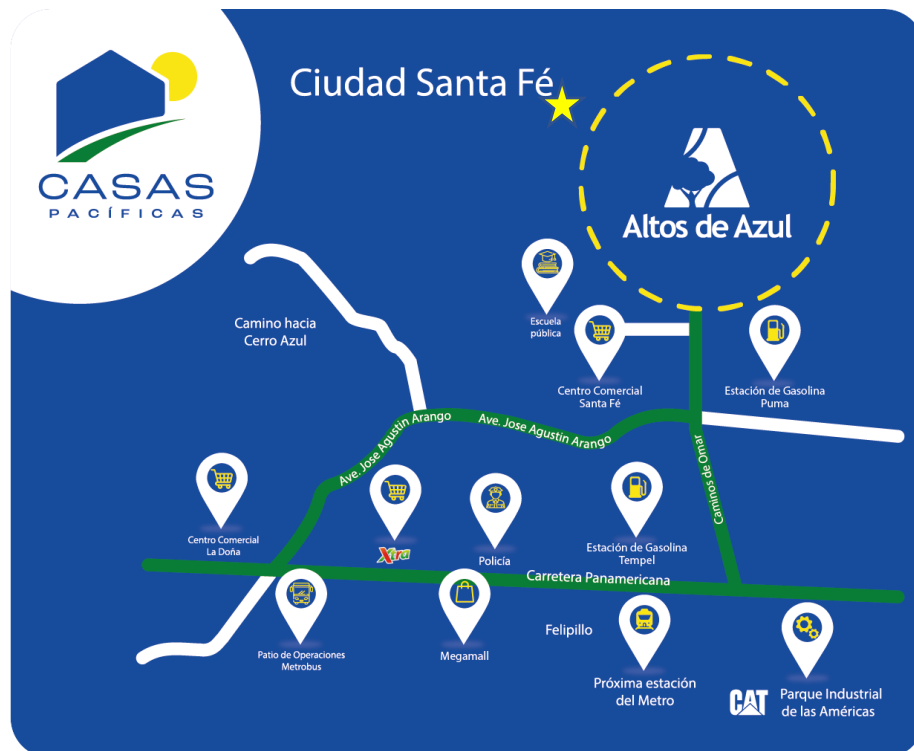 CASAS
PACÍFICAS
Ciudad Santa Fé
Altos de Azul
Escuela
pública
Camino hacia
Cerro Azul
Centro Comercial
Santa Fé
Estación de Gasolina
Puma
Ave. Jose Agustín Arango
Ave. Jose Agustín Arango
Caminos de Omar
Centro Comercial
La Doña
Xtra
Policía
Estación de Gasolina
Tempel
Carretera Panamericana
Patio de Operaciones
Metrobus
Megamall
Felipillo
Próxima estación
del Metro
CAT
Parque Industrial
de las Américas